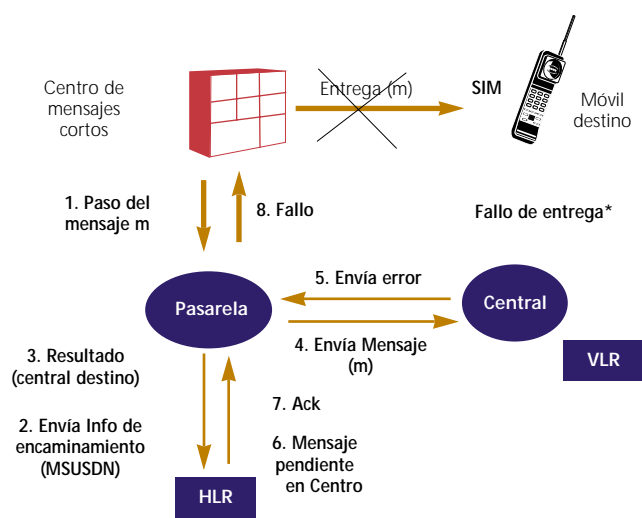 Centro de
mensajes
cortos
Entrega (m)
SIM
Móvil
destino
1. Paso del
mensaje m
8. Fallo
Fallo de entrega*
5. Envía error
Pasarela
Central
4. Envía Mensaje
(m)
VLR
3. Resultado
(central destino)
2. Envía Info de
encaminamiento
(MSUSDN)
7. Ack
6. Mensaje
pendiente
en Centro
HLR